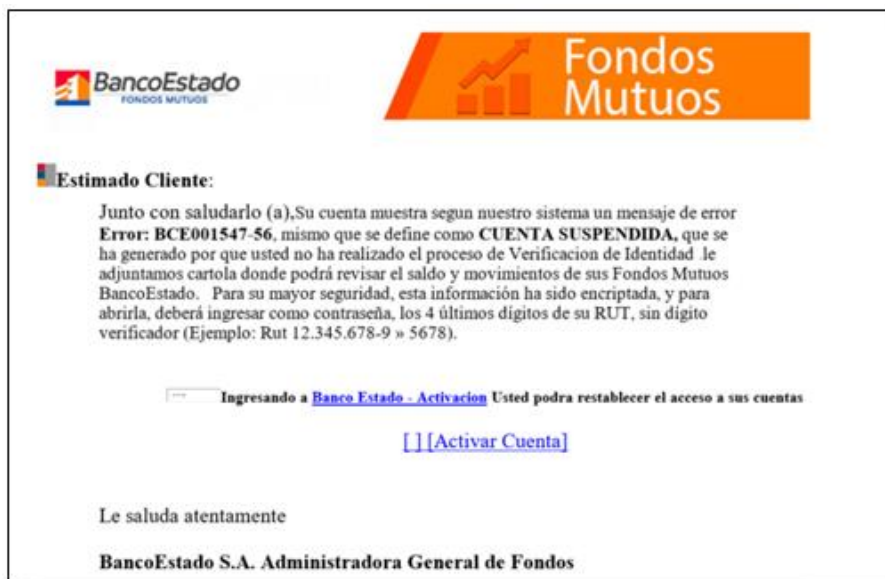 BancoEstado
FONDOS MUTUOS
Fondos
Mutuos
Estimado Cliente:
Junto con saludarlo (a),Su cuenta muestra segun nuestro sistema un mensaje de error
Error: BCE001547-56, mismo que se define como CUENTA SUSPENDIDA, que se
ha generado por que usted no ha realizado el proceso de Verificacion de Identidad .le
adjuntamos cartola donde podrá revisar el saldo y movimientos de sus Fondos Mutuos
BancoEstado. Para su mayor seguridad, esta información ha sido encriptada, y para
abrirla, deberá ingresar como contraseña, los 4 últimos dígitos de su RUT, sin dígito
verificador (Ejemplo: Rut 12.345.678-9 » 5678).
Ingresando a Banco Estado - Activacion Usted podra restablecer el acceso a sus cuentas
[ ] [Activar Cuenta]
Le saluda atentamente
BancoEstado S.A. Administradora General de Fondos